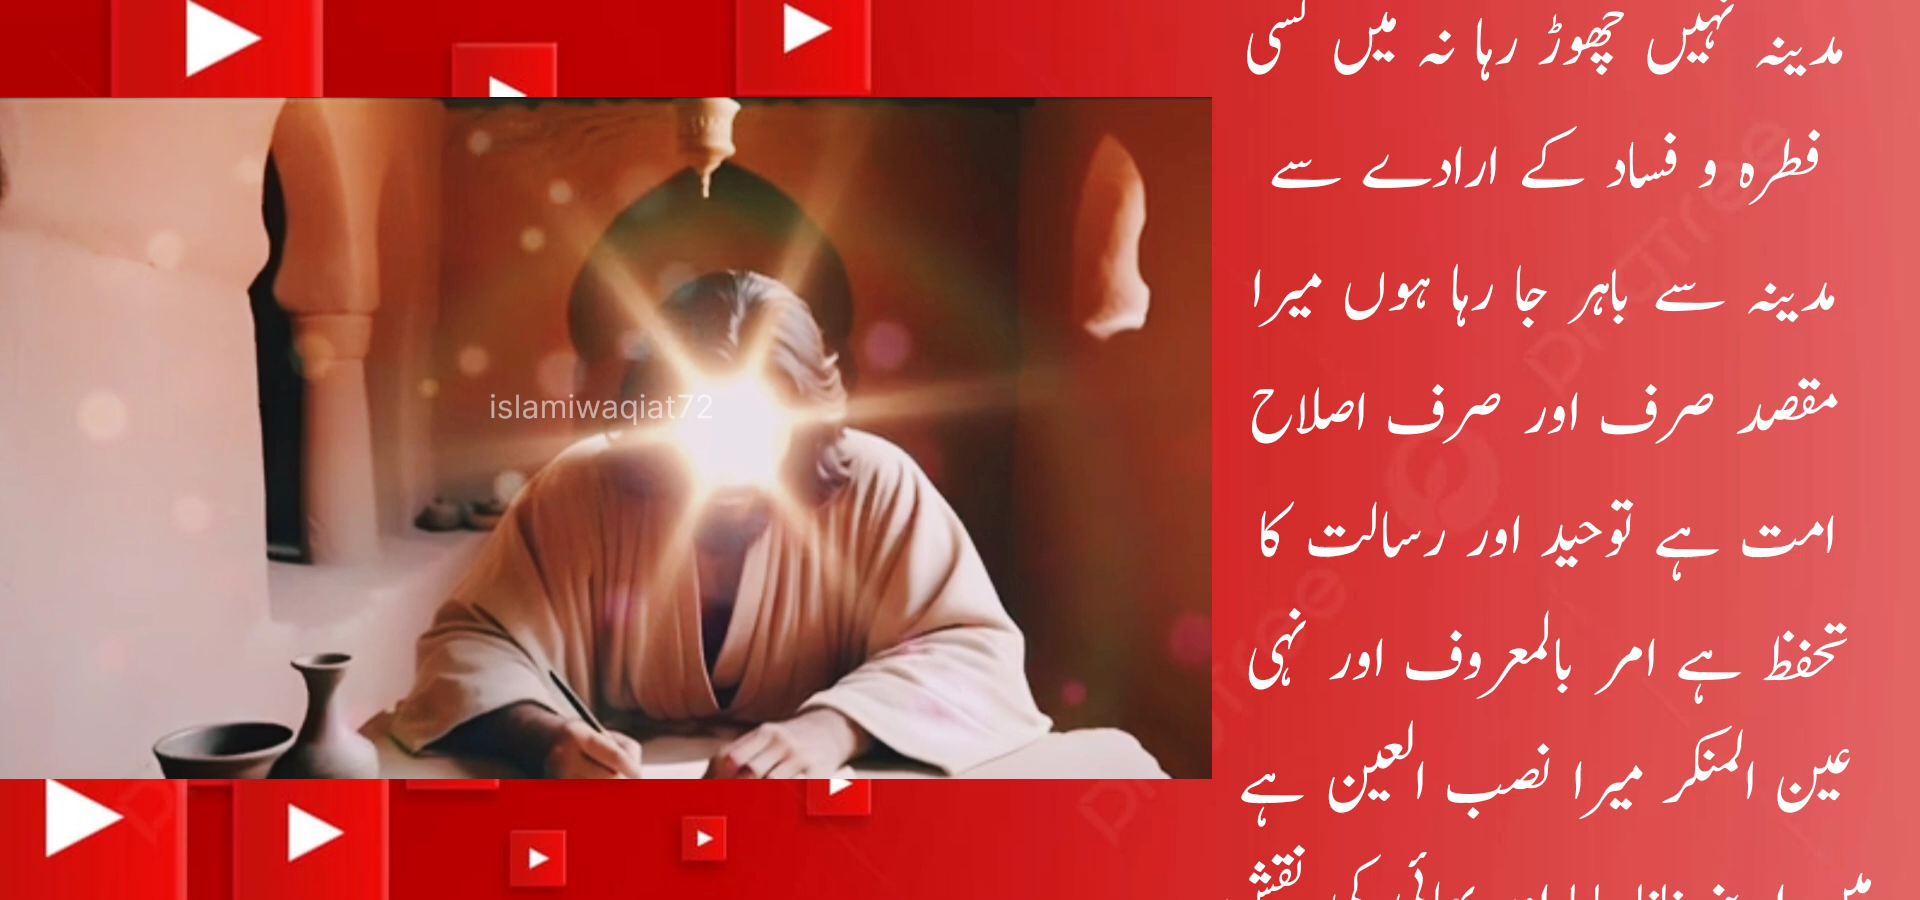 مدینہ نہیں چھوڑ رہا نہ میں کسی
فطرہ و فساد کے ارادے سے
مدینہ سے باہر جا رہا ہوں میرا
مقصد صرف اور صرف اصلاح
امت ہے توحید اور رسالت کا
تحفظ ہے امر بالمعروف اور نہی
عین المنکر میرا نصب العین ہے
islamiwaqiat72
pngtree